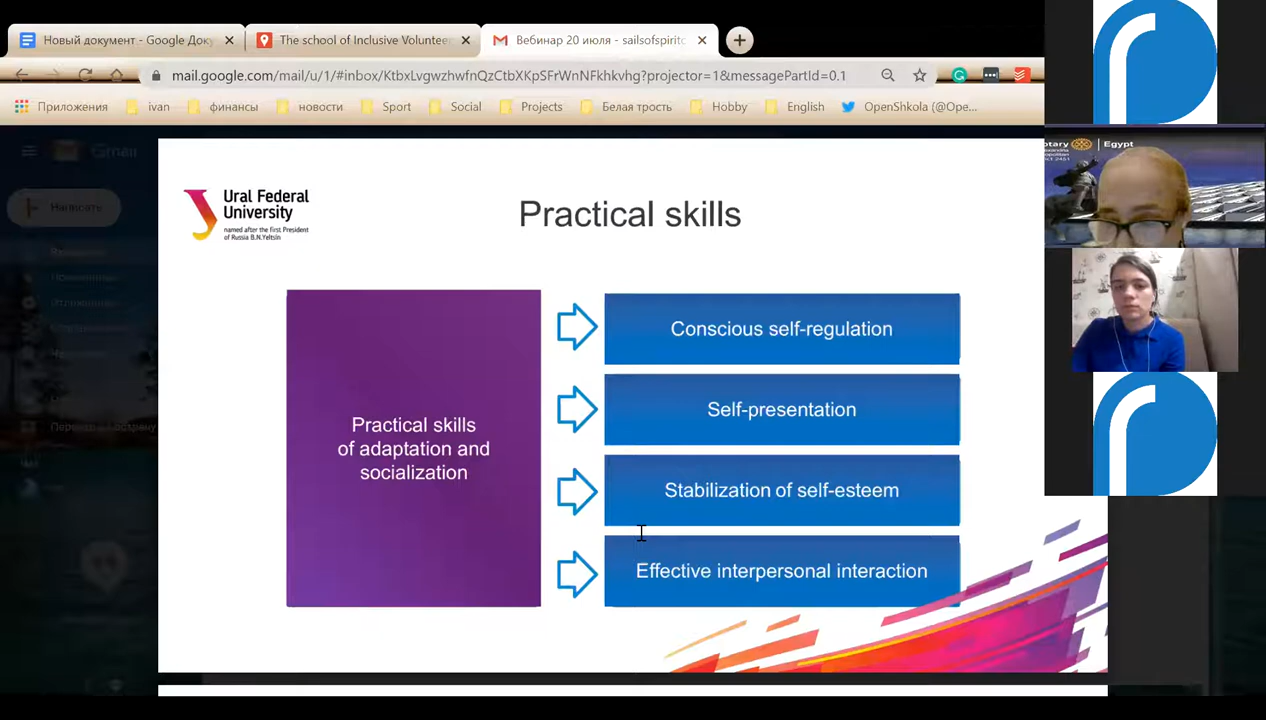 Новый документ - Google Доку
The school of Inclusive Voluntee
Вебинар 20 июля - sailsofspirit
mail.google.com/mail/u/1/#inbox/KtbxLvgwzhwfnQzCtbXKpSFrWnNFkhkvhg?projector=1&messagePartId=0.1
Приложения
ivan
финансы
новости
Sport
Social
Projects
Белая трость
Hobby
English
OpenShkola (@Ope...
otary
Egypt
Gmail
Написать
Ural Federal
University
named after the first President
of Russia B.N.Yeltsin
Practical skills
Practical skills
of adaptation and
socialization
Conscious self-regulation
Self-presentation
Stabilization of self-esteem
Effective interpersonal interaction